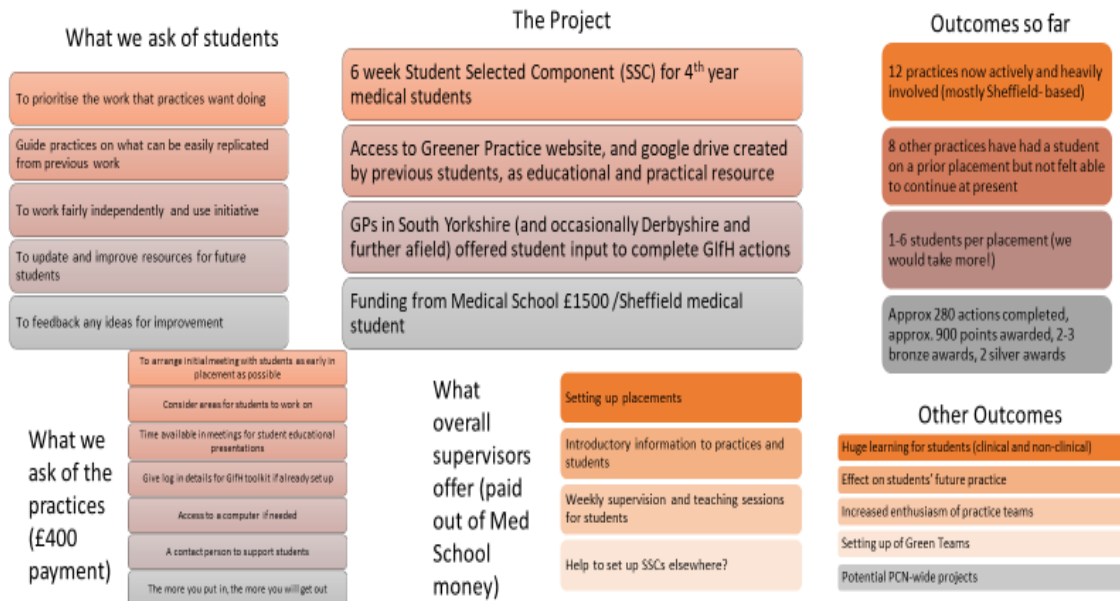 What we ask of students
To prioritise the work that practices want doing
Guide practices on what can be easily replicated
from previous work
To work fairly independently and use initiative
To update and improve resources for future
students
To feedback any ideas for improvement
The Project
6 week Student Selected Component (SSC) for 4th year
medical students
Access to Greener Practice website, and google drive created
by previous students, as educational and practical resource
GPs in South Yorkshire (and occasionally Derbyshire and
further afield) offered student input to complete GIfH actions
Funding from Medical School £1500 /Sheffield medical
student
Outcomes so far
12 practices now actively and heavily
involved (mostly Sheffield- based)
8 other practices have had a student
on a prior placement but not felt able
to continue at present
1-6 students per placement (we
would take more!)
Approx 280 actions completed,
approx. 900 points awarded, 2-3
bronze awards, 2 silver awards
What we
ask of the
practices
(£400
payment)
To arrange initial meeting with students as early in
placement as possible
Consider areas for students to work on
Time available in meetings for student educational
presentations
Give log in details for GIfH toolkit if already set up
Access to a computer if needed
A contact person to support students
The more you put in, the more you will get out
What
overall
supervisors
offer (paid
out of Med
School
money)
Setting up placements
Introductory information to practices and
students
Weekly supervision and teaching sessions
for students
Help to set up SSCs elsewhere?
Other Outcomes
Huge learning for students (clinical and non-clinical)
Effect on students' future practice
Increased enthusiasm of practice teams
Setting up of Green Teams
Potential PCN-wide projects